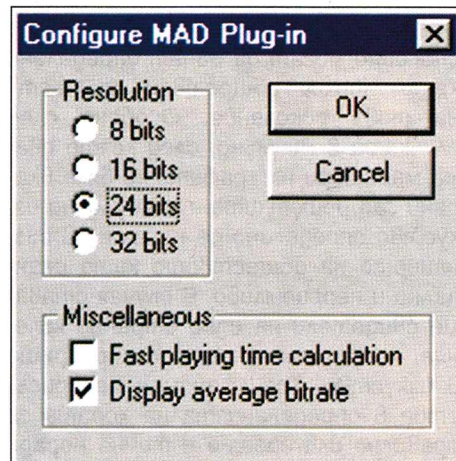 Configure MAD Plug-in
Resolution
8 bits
16 bits
24 bits
32 bits
OK
Cancel
Miscellaneous
Fast playing time calculation
Display average bitrate